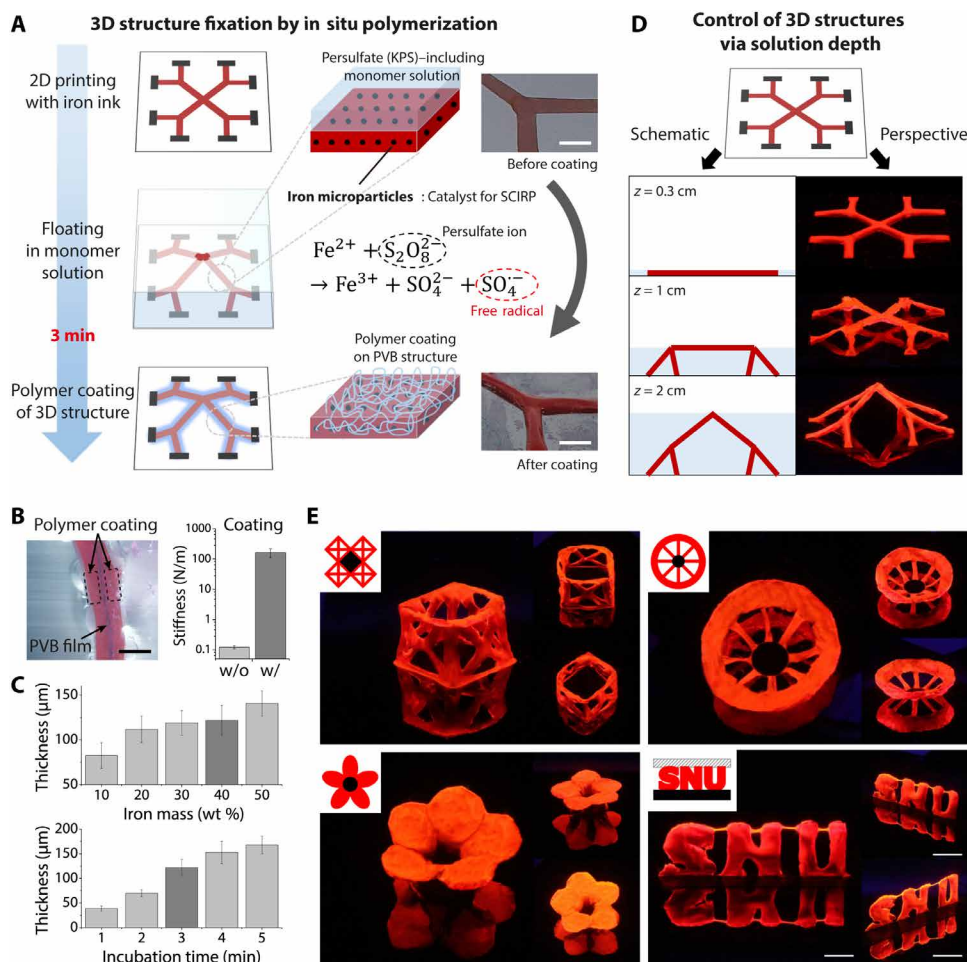 A
3D structure fixation by in situ polymerization
2D printing
with iron ink
Persulfate (KPS)–including
monomer solution
Before coating
Iron microparticles : Catalyst for SCIRP
Floating
in monomer
solution
Persulfate ion
Fe²⁺ + S₂O₈²⁻
→ Fe³⁺ + SO₄²⁻ + SO₄·⁻
Free radical
3 min
Polymer coating
of 3D structure
Polymer coating
on PVB structure
After coating
D
Control of 3D structures
via solution depth
Schematic
Perspective
z = 0.3 cm
z = 1 cm
z = 2 cm
B
Polymer coating
PVB film
Coating
Stiffness (N/m)
1000
100
10
1
0.1
w/o
w/
C
Thickness (μm)
150
100
50
10
20
30
40
50
Iron mass (wt %)
Thickness (μm)
200
150
100
50
0
1
2
3
4
5
Incubation time (min)
E
SNU
SNU
SNU
SNU